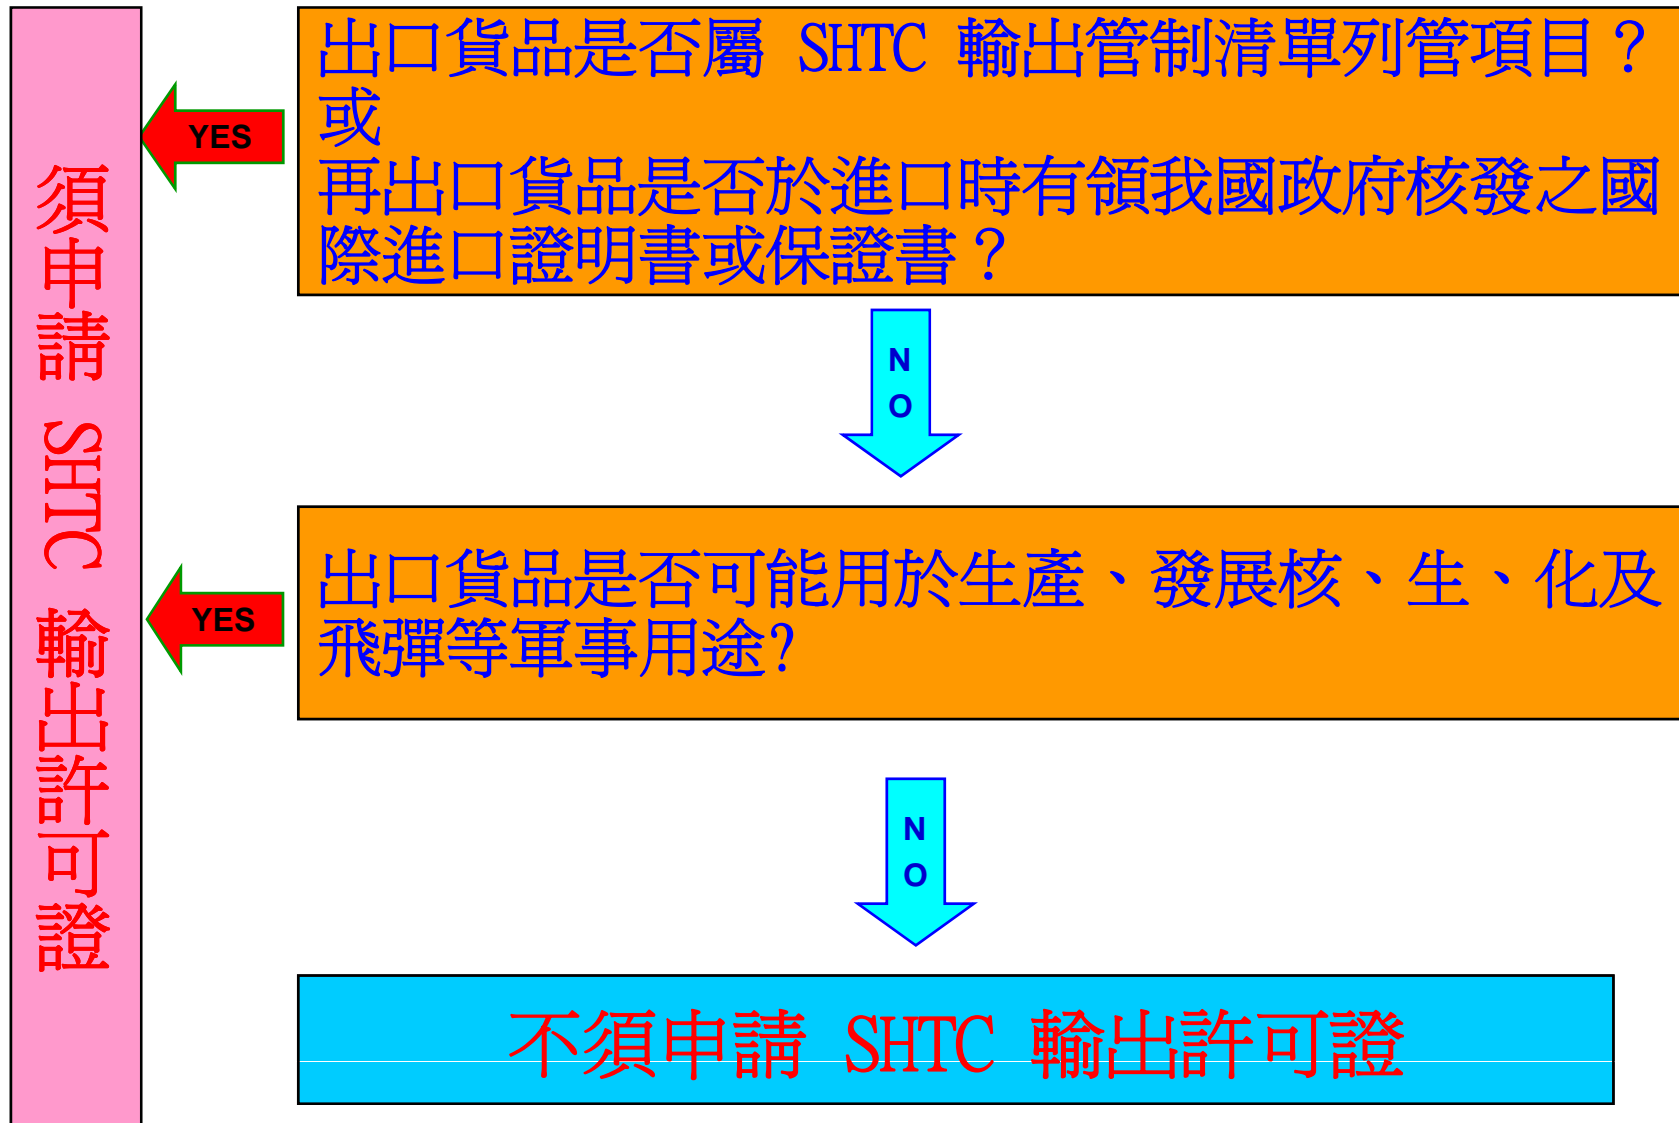 出口貨品是否屬 SHTC 輸出管制清單列管項目？
或
再出口貨品是否於進口時有領我國政府核發之國
際進口證明書或保證書？
YES
N
O
出口貨品是否可能用於生產、發展核、生、化及
飛彈等軍事用途?
YES
N
O
不須申請 SHTC 輸出許可證
須申請 SHTC 輸出許可證